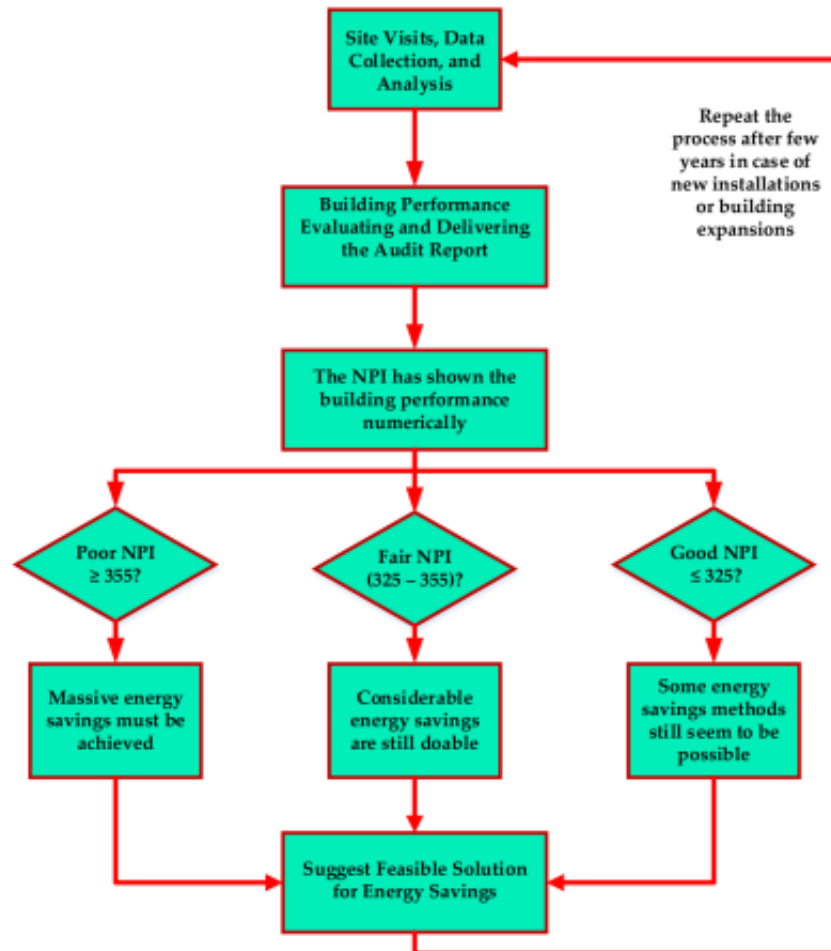 Site Visits, Data
Collection, and
Analysis
Repeat the
process after few
years in case of
new installations
or building
expansions
Building Performance
Evaluating and Delivering
the Audit Report
The NPI has shown the
building performance
numerically
Poor NPI
≥ 355?
Fair NPI
(325 – 355)?
Good NPI
≤ 325?
Massive energy
savings must be
achieved
Considerable
energy savings
are still doable
Some energy
savings methods
still seem to be
possible
Suggest Feasible Solution
for Energy Savings